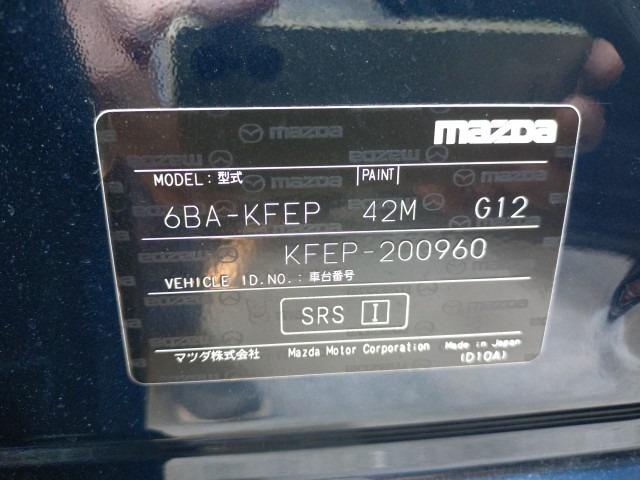 mazda
MODEL:型式 PAINT
6BA-KFEP 42M G12
KFEP-200960
VEHICLE ID.NO.:車台番号
SRS I
マツダ株式会社 Mazda Motor Corporation Made in Japan
(D10A)